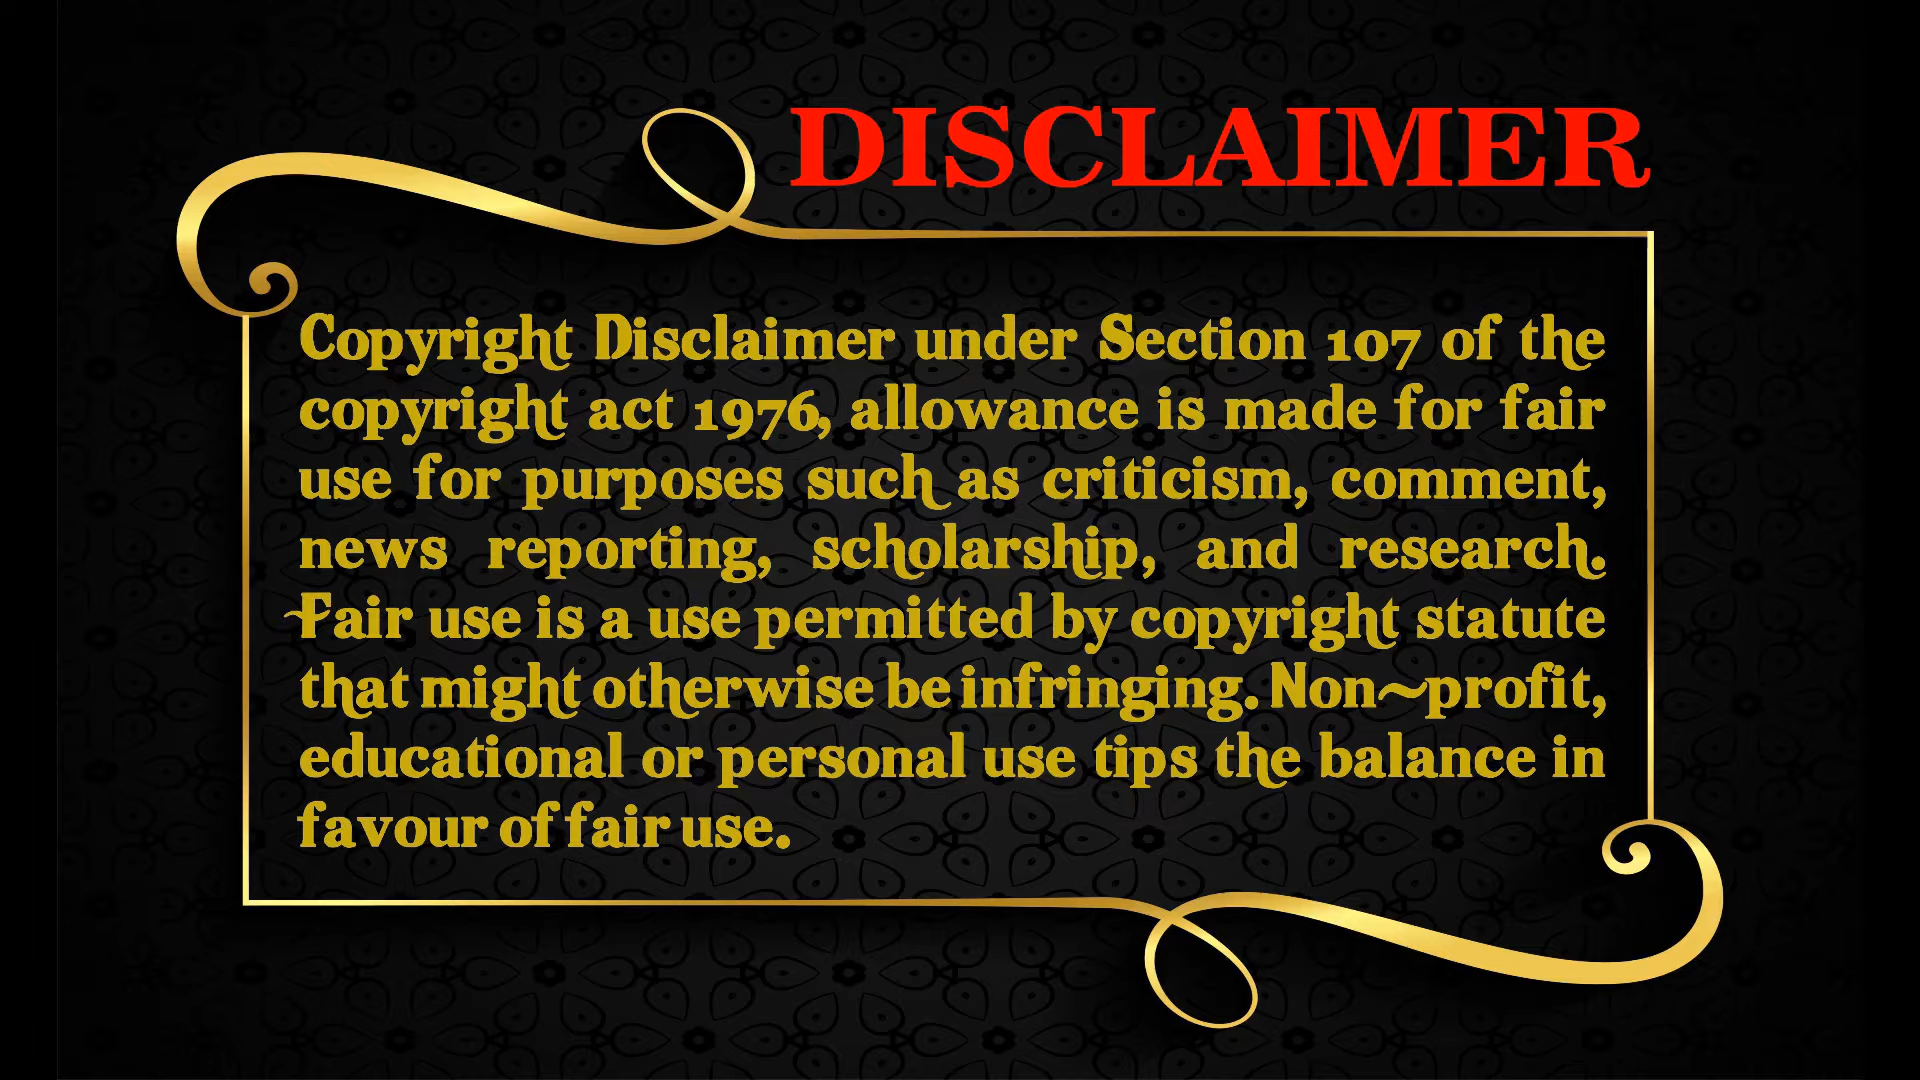 DISCLAIMER
Copyright Disclaimer under Section 107 of the
copyright act 1976, allowance is made for fair
use for purposes such as criticism, comment,
news reporting, scholarship, and research.
Fair use is a use permitted by copyright statute
that might otherwise be infringing. Non~profit,
educational or personal use tips the balance in
favour of fair use.